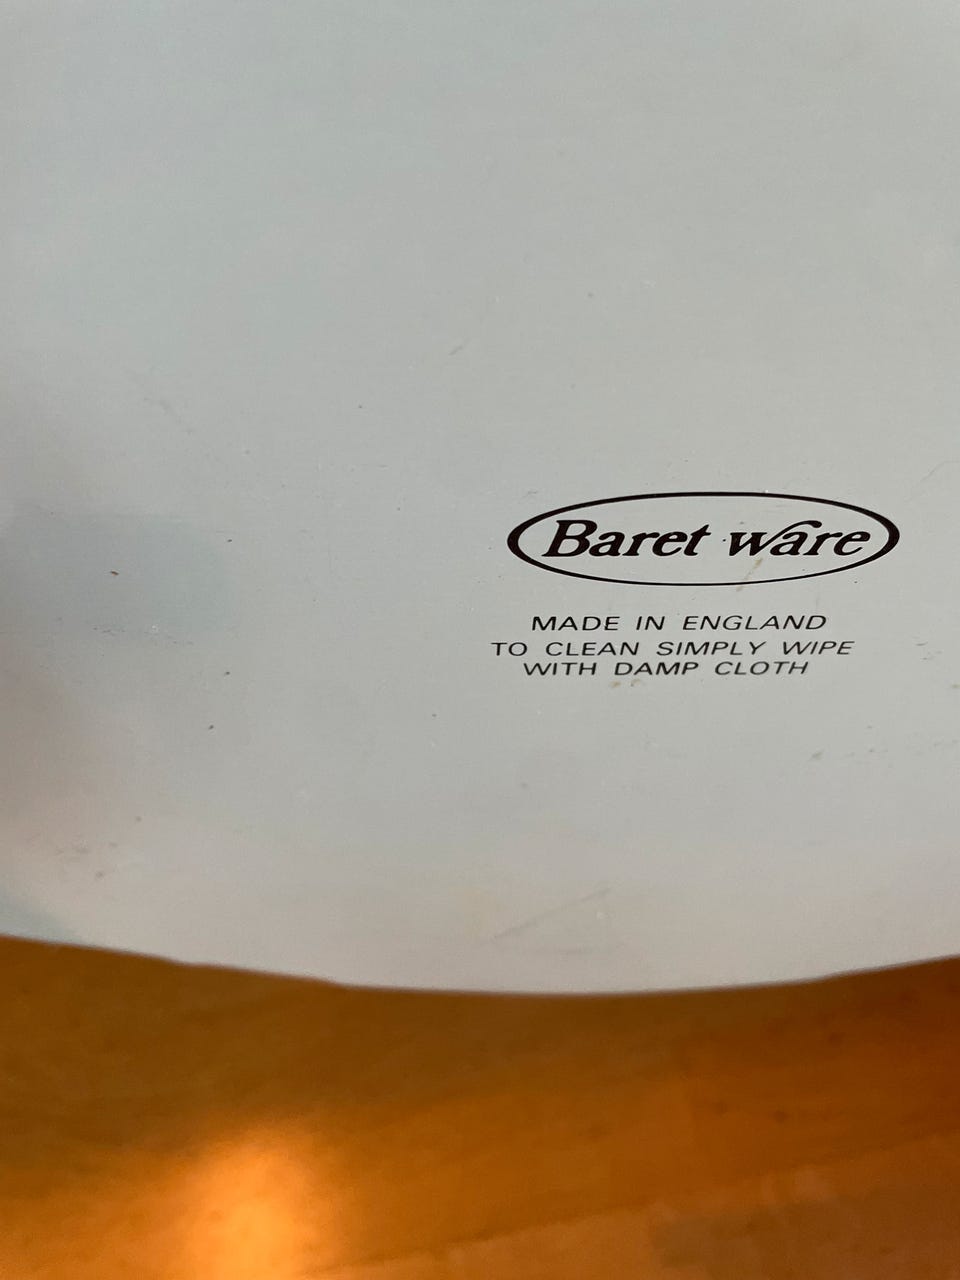 Baret ware
MADE IN ENGLAND
TO CLEAN SIMPLY WIPE
WITH DAMP CLOTH